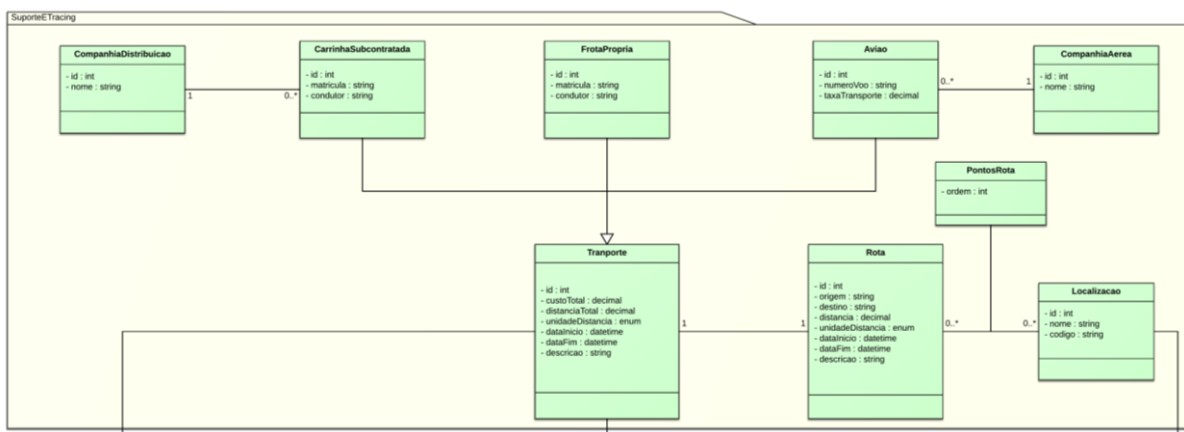 SuporteETracing
CompanhiaDistribuicao
- id : int
- nome : string
1
0..*
CarrinhaSubcontratada
- id : int
- matricula : string
- condutor : string
FrotaPropria
- id : int
- matricula : string
- condutor : string
Aviao
- id : int
- numeroVoo : string
- taxaTransporte : decimal
0..*
1
CompanhiaAerea
- id : int
- nome : string
PontosRota
- ordem : int
Tranporte
- id : int
- custoTotal : decimal
- distanciaTotal : decimal
- unidadeDistancia : enum
- dataInicio : datetime
- dataFim : datetime
- descricao : string
1
1
Rota
- id : int
- origem : string
- destino : string
- distancia : decimal
- unidadeDistancia : enum
- dataInicio : datetime
- dataFim : datetime
- descricao : string
0..*
0..*
Localizacao
- id : int
- nome : string
- codigo : string